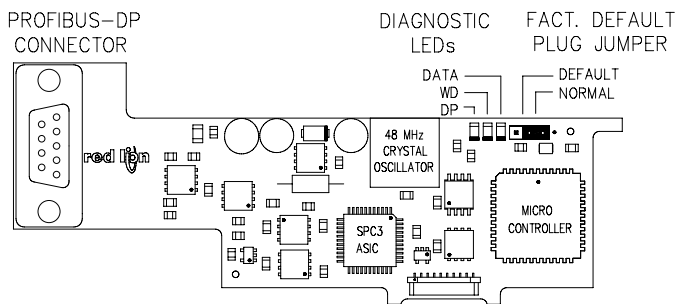 PROFIBUS-DP
CONNECTOR
DIAGNOSTIC
LEDs
FACT. DEFAULT
PLUG JUMPER
DATA
WD
DP
DEFAULT
NORMAL
red lion
48 MHz
CRYSTAL
OSCILLATOR
SPC3
ASIC
MICRO
CONTROLLER